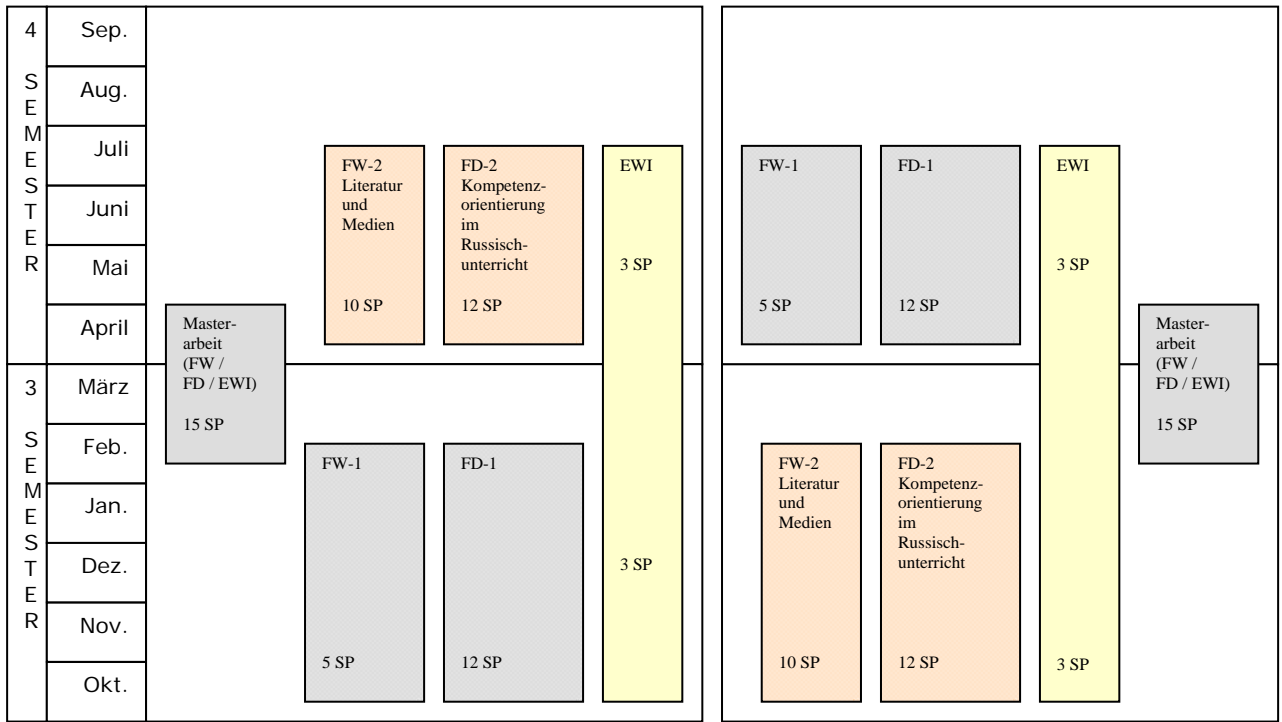 4
SEMESTER
Sep.
Aug.
Juli
Juni
Mai
April
3
SEMESTER
März
Feb.
Jan.
Dez.
Nov.
Okt.
Master-
arbeit
(FW /
FD / EWI)
15 SP
FW-2
Literatur
und
Medien
10 SP
FD-2
Kompetenz-
orientierung
im
Russisch-
unterricht
12 SP
EWI
3 SP
3 SP
FW-1
5 SP
FD-1
12 SP
FW-1
5 SP
FD-1
12 SP
EWI
3 SP
3 SP
Master-
arbeit
(FW /
FD / EWI)
15 SP
FW-2
Literatur
und
Medien
10 SP
FD-2
Kompetenz-
orientierung
im
Russisch-
unterricht
12 SP